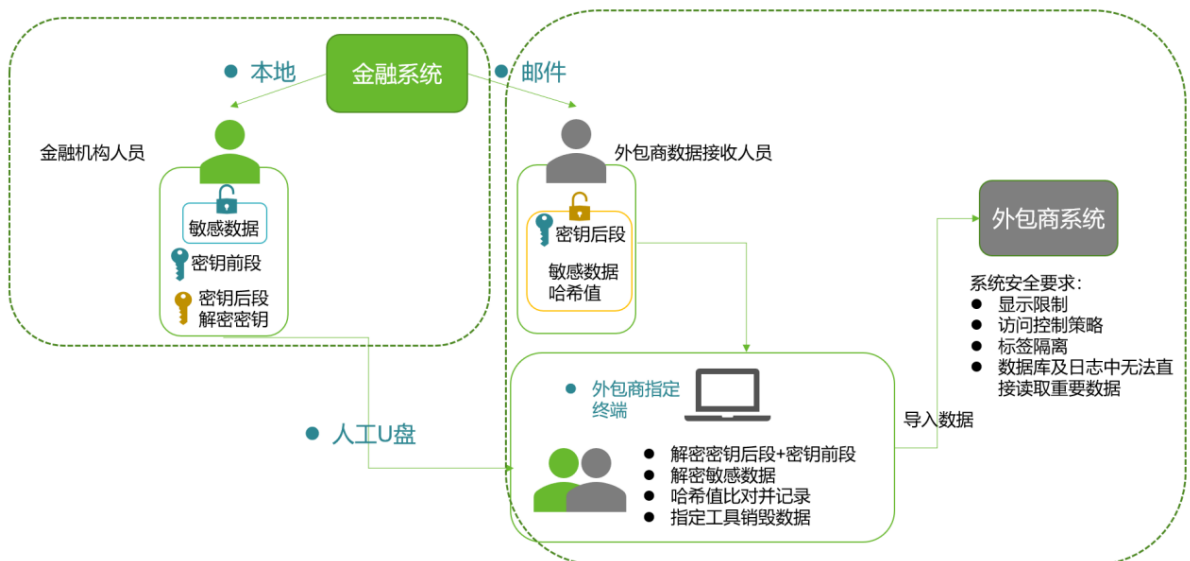 金融系统
本地
邮件
金融机构人员
外包商数据接收人员
敏感数据
密钥前段
密钥后段
解密密钥
密钥后段
敏感数据
哈希值
外包商系统
系统安全要求：
显示限制
访问控制策略
标签隔离
数据库及日志中无法直
接读取重要数据
人工U盘
外包商指定
终端
解密密钥后段+密钥前段
解密敏感数据
哈希值比对并记录
指定工具销毁数据
导入数据